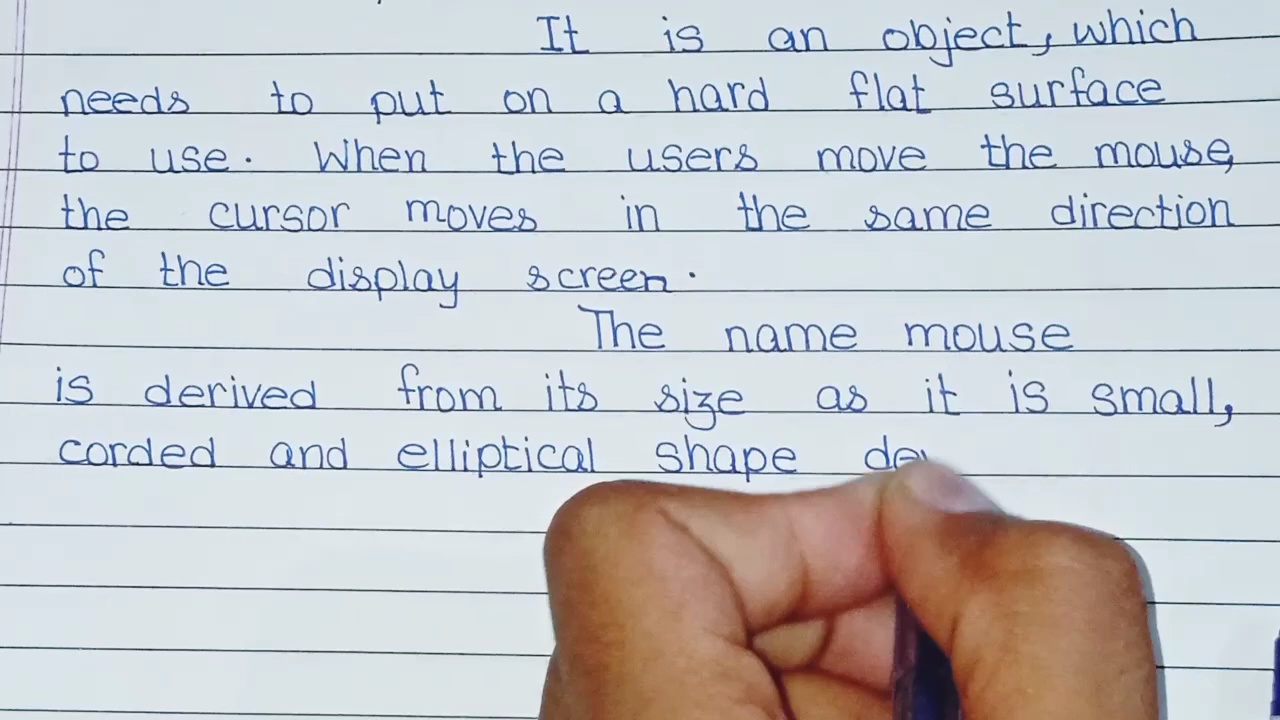 It is an object, which
needs to put on a hard flat surface
to use. When the users move the mouse,
the cursor moves in the same direction
of the display screen.
The name mouse
is derived from its size as it is small,
corded and elliptical shape